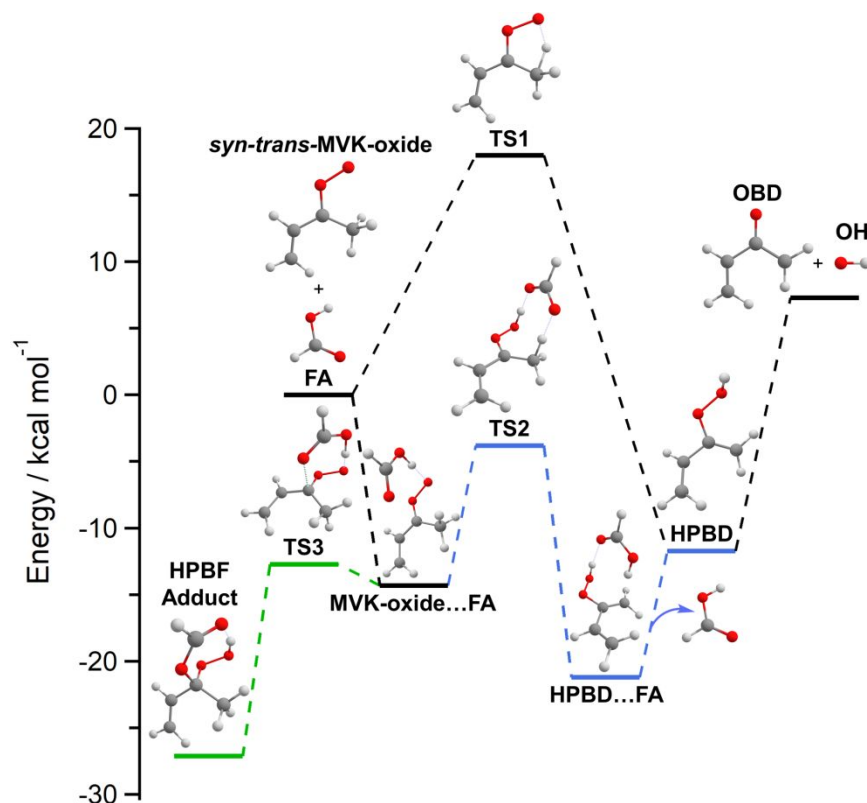 Energy / kcal mol⁻¹
20
10
0
-10
-20
-30
TS1
syn-trans-MVK-oxide
+
FA
OBD
OH
+
TS2
TS3
MVK-oxide...FA
HPBF
Adduct
HPBD
HPBD...FA